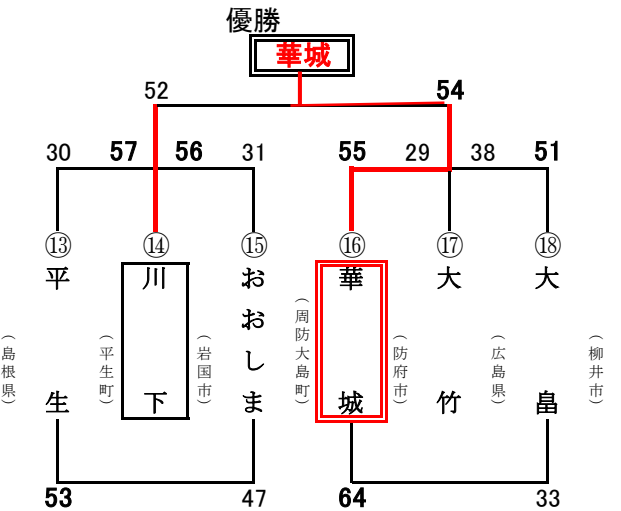 優勝
華城
52 54
30 57 56 31 55 29 38 51
⑬ ⑭ ⑮ ⑯ ⑰ ⑱
（島根県）
平生
（平生町）
川下
（岩国市）
おおしま
（周防大島町）
華城
（防府市）
大竹
（広島県）
大畠
（柳井市）
53 47 64 33